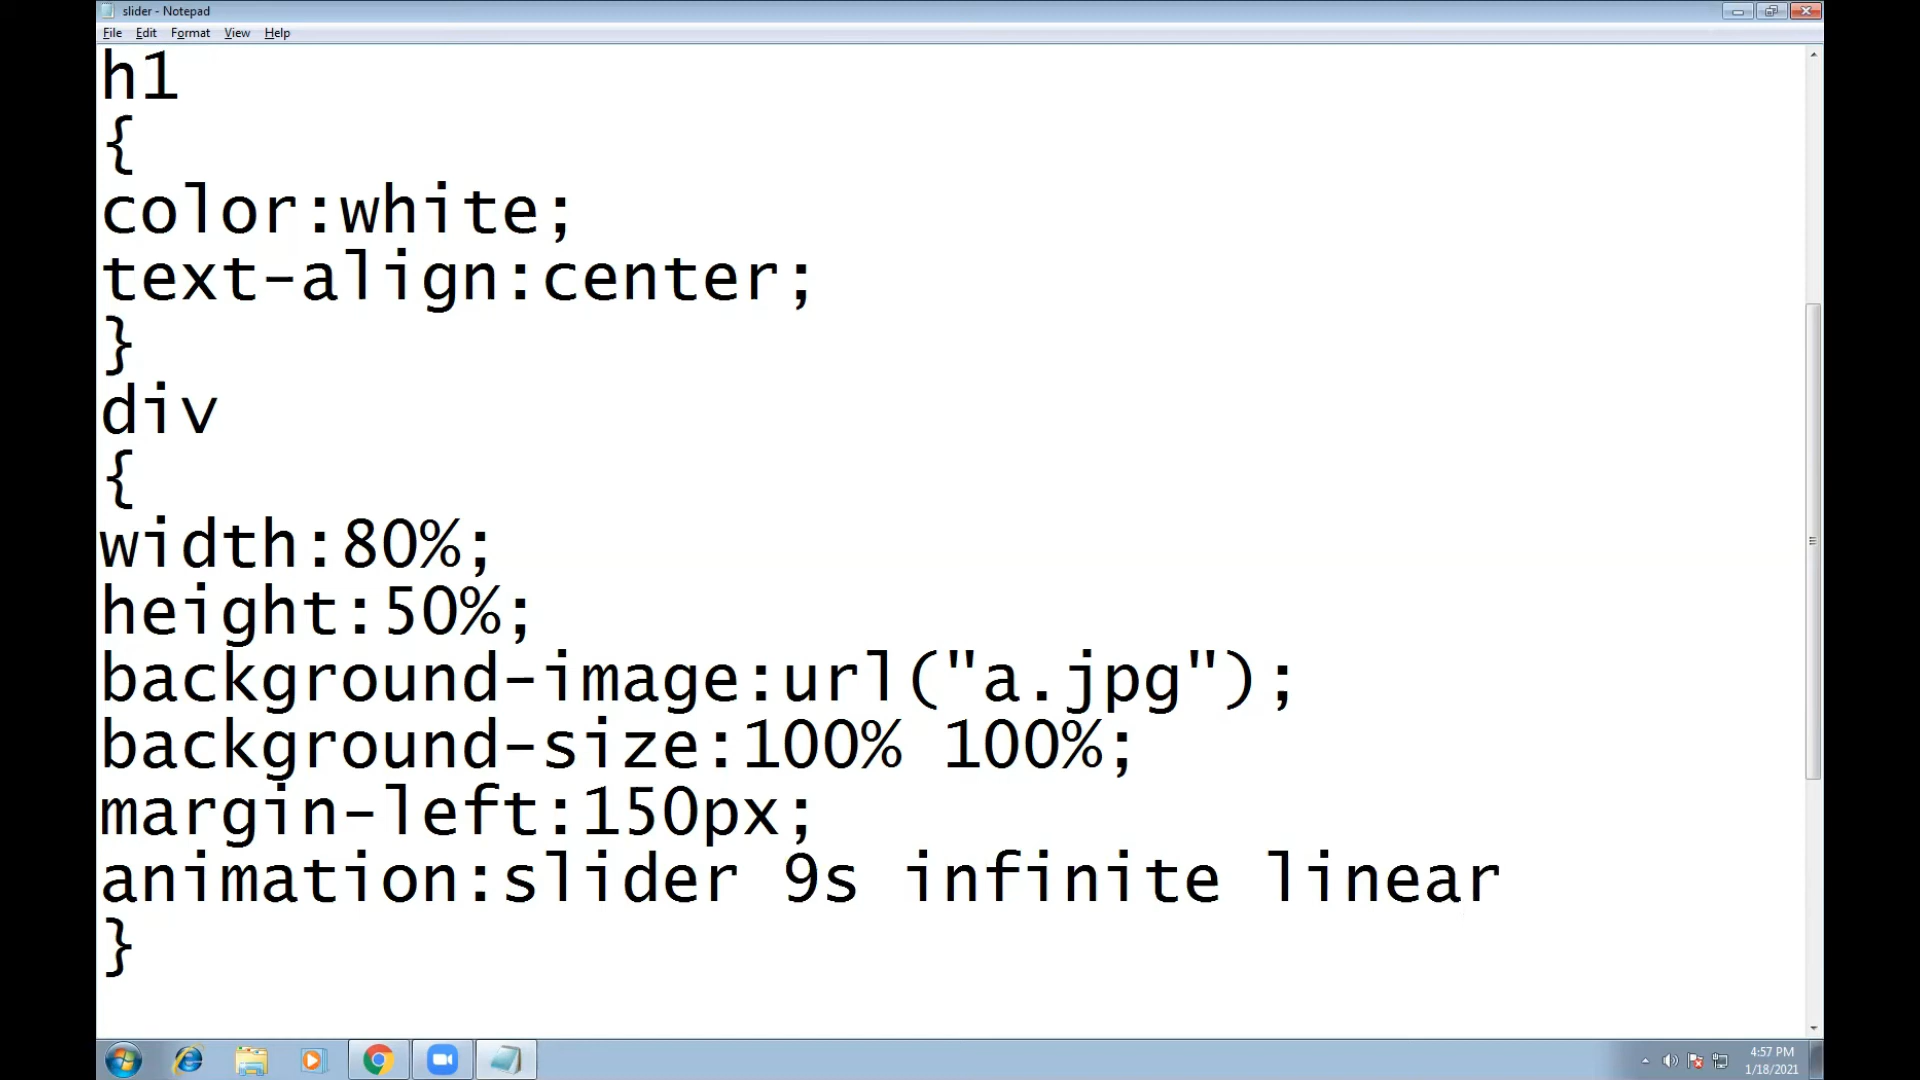 slider - Notepad
File Edit Format View Help
h1
{
color:white;
text-align:center;
}
div
{
width:80%;
height:50%;
background-image:url("a.jpg");
background-size:100% 100%;
margin-left:150px;
animation:slider 9s infinite linear
}
4:57 PM
1/18/2021